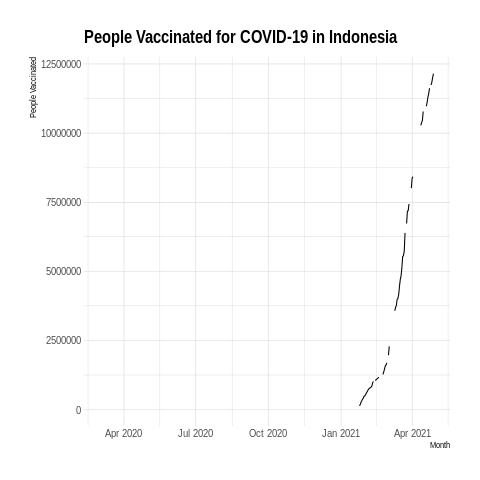 People Vaccinated for COVID-19 in Indonesia
People Vaccinated
12500000
10000000
7500000
5000000
2500000
0
Apr 2020 Jul 2020 Oct 2020 Jan 2021 Apr 2021
Month